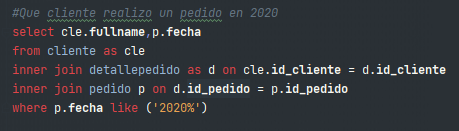 #Que cliente realizo un pedido en 2020
select cle.fullname,p.fecha
from cliente as cle
inner join detallepedido as d on cle.id_cliente = d.id_cliente
inner join pedido p on d.id_pedido = p.id_pedido
where p.fecha like ('2020%')